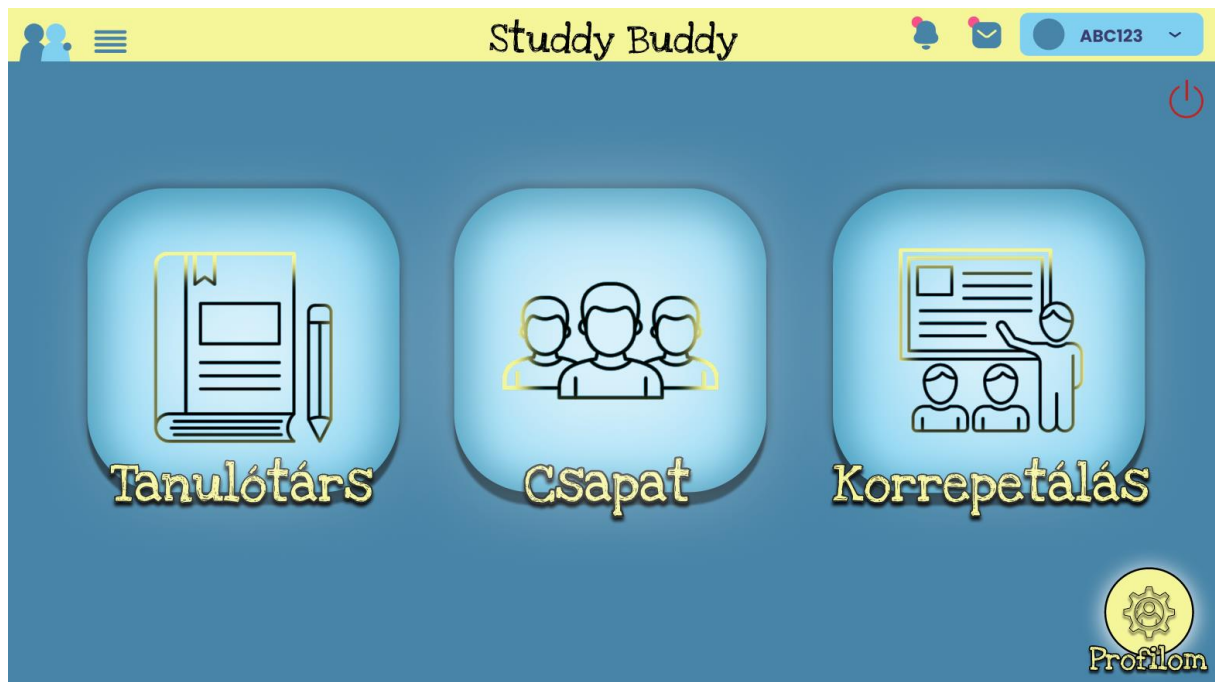 Studdy Buddy
ABC123
Tanulótárs
Csapat
Korrepetálás
Profilom